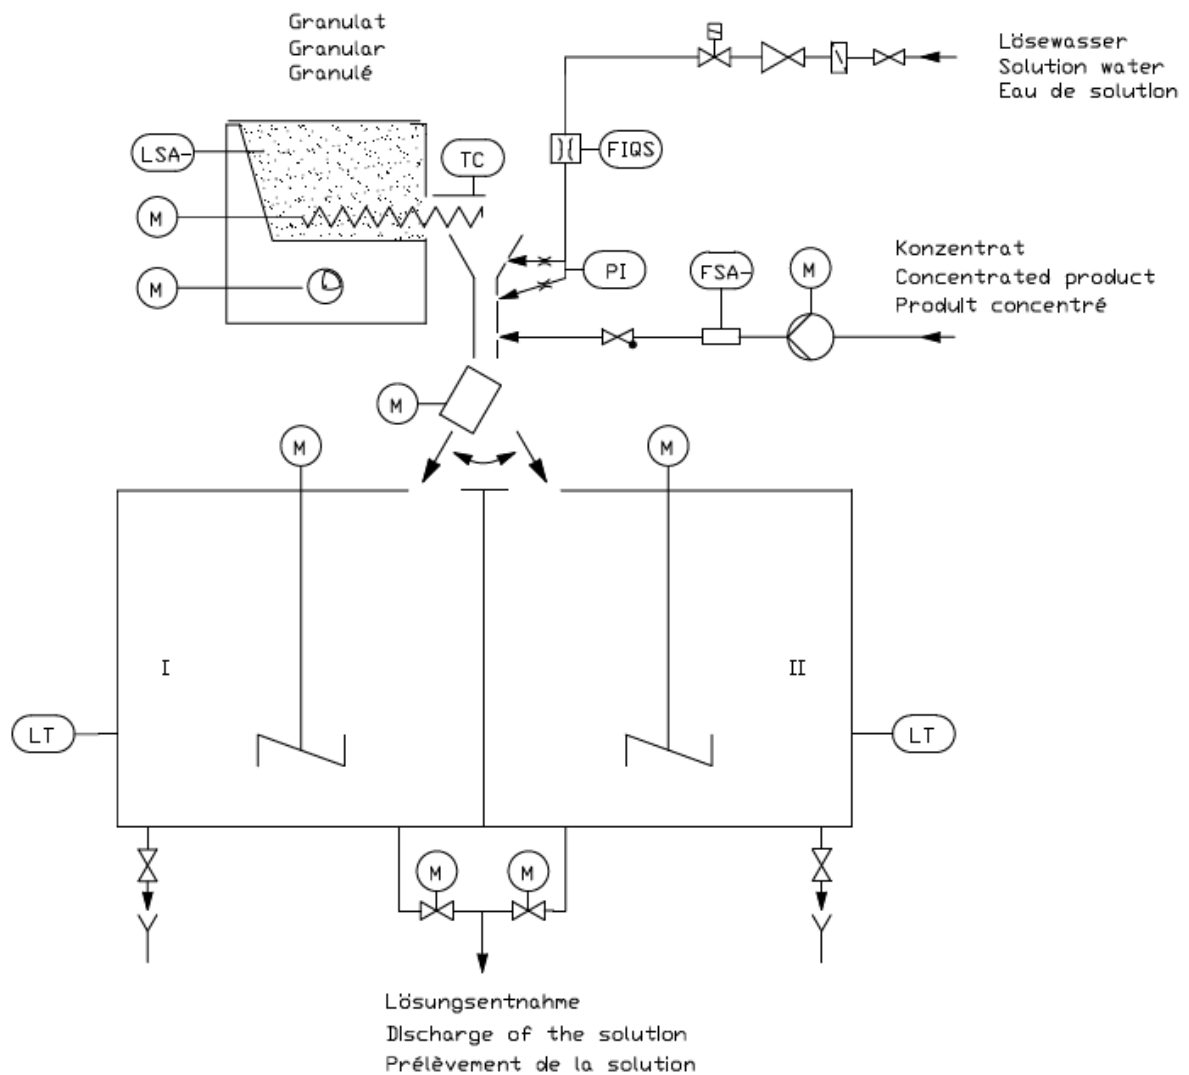 Granulat
Granular
Granulé
Lösewasser
Solution water
Eau de solution
LSA-
TC
FIQS
M
M
PI
FSA-
M
Konzentrat
Concentrated product
Produit concentré
M
M
M
I
II
LT
LT
M
M
Lösungsentnahme
Discharge of the solution
Prélèvement de la solution